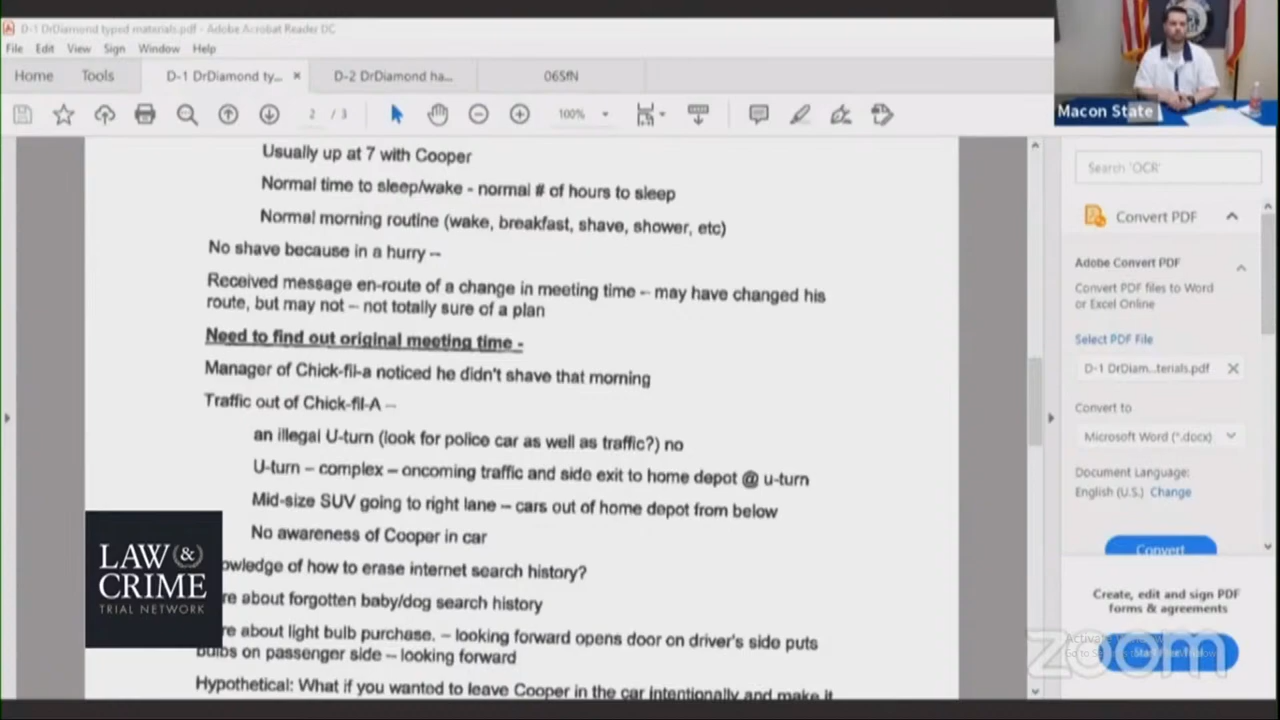 D-1 DrDiamond typed materials.pdf - Adobe Acrobat Reader DC
File Edit View Sign Window Help
Home Tools D-1 DrDiamond ty... × D-2 DrDiamond ha... 06SfN
2 / 3 100%
Macon State
Usually up at 7 with Cooper
Normal time to sleep/wake - normal # of hours to sleep
Normal morning routine (wake, breakfast, shave, shower, etc)
No shave because in a hurry –
Received message en-route of a change in meeting time – may have changed his
route, but may not – not totally sure of a plan
Need to find out original meeting time -
Manager of Chick-fil-a noticed he didn't shave that morning
Traffic out of Chick-fil-A –
an illegal U-turn (look for police car as well as traffic?) no
U-turn – complex – oncoming traffic and side exit to home depot @ u-turn
Mid-size SUV going to right lane – cars out of home depot from below
No awareness of Cooper in car
owledge of how to erase internet search history?
re about forgotten baby/dog search history
re about light bulb purchase. – looking forward opens door on driver's side puts
bulbs on passenger side – looking forward
Hypothetical: What if you wanted to leave Cooper in the car intentionally and make it
LAW &
CRIME
TRIAL NETWORK
Search 'OCR'
Convert PDF
Adobe Convert PDF
Convert PDF files to Word
or Excel Online
Select PDF File
D-1 DrDiam...terials.pdf ×
Convert to
Microsoft Word (*.docx)
Document Language:
English (U.S.) Change
Convert
Create, edit and sign PDF
forms & agreements
zoom